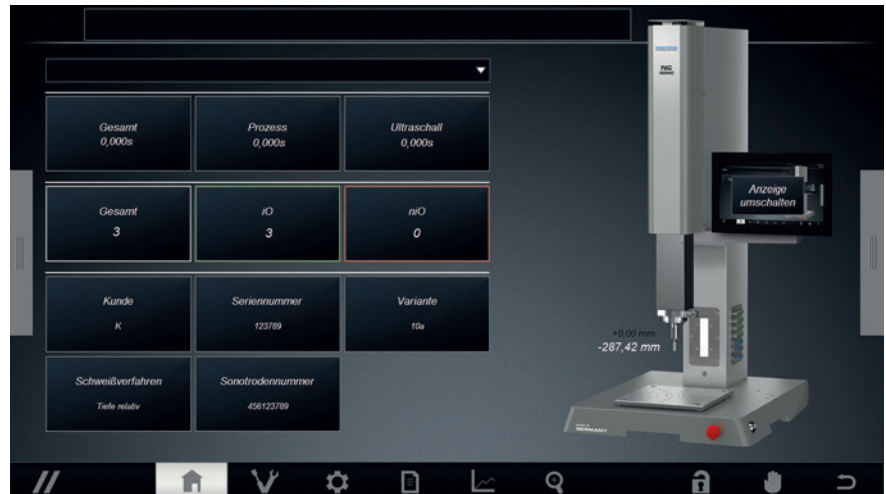 Gesamt
0,000s
Prozess
0,000s
Ultraschall
0,000s
Gesamt
3
iO
3
niO
0
Kunde
K
Seriennummer
123789
Variante
10a
Schweißverfahren
Tiefe relativ
Sonotrodennummer
456123789
Anzeige
umschalten
+0,00 mm
-287,42 mm
GERMANY